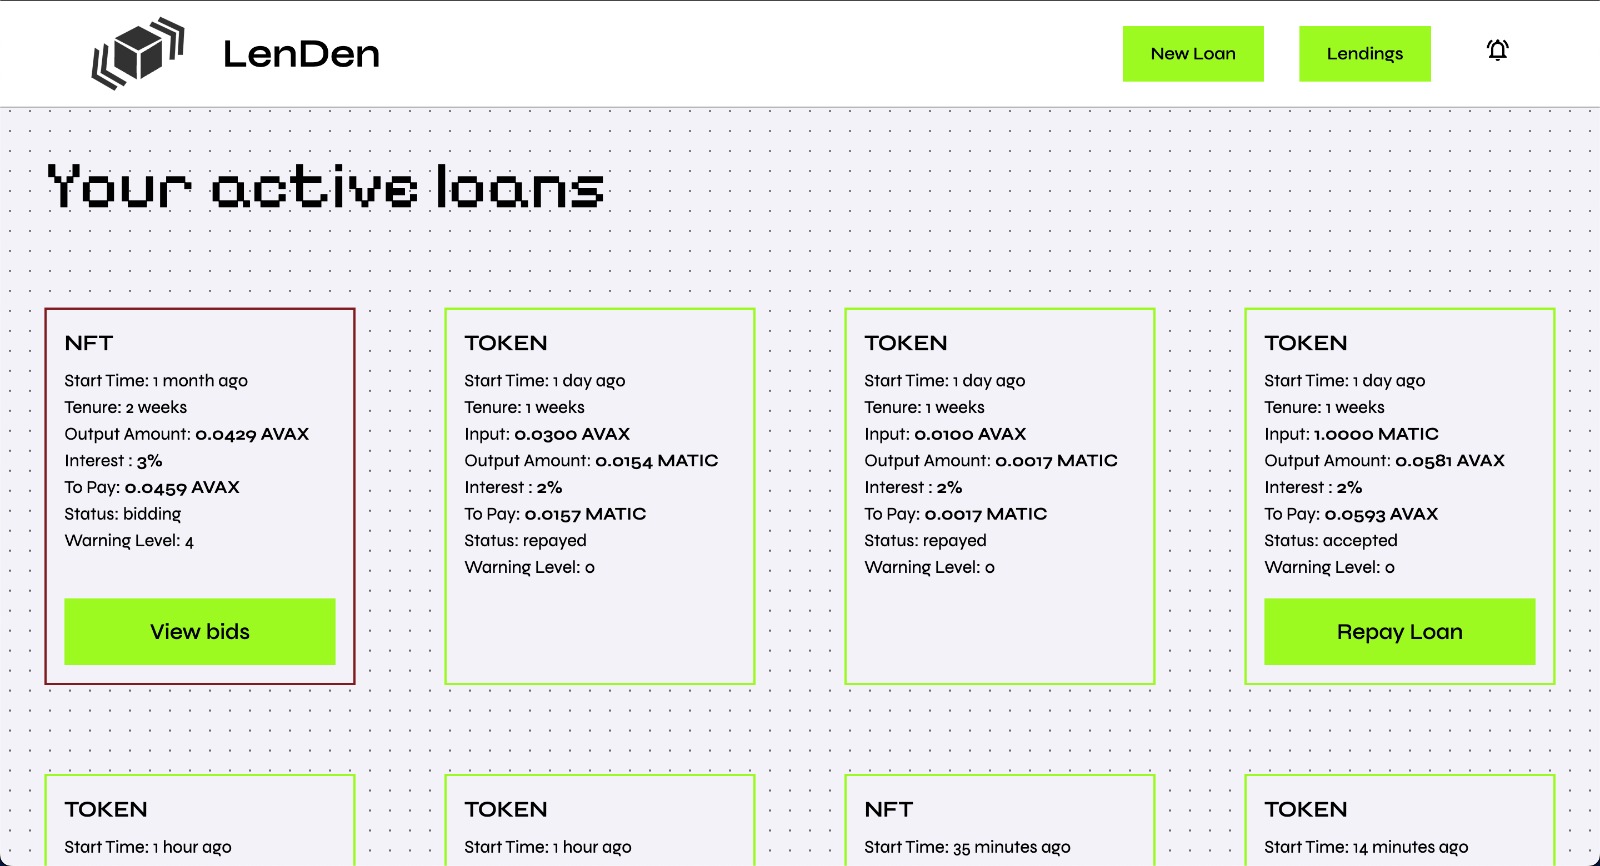 LenDen
New Loan
Lendings
Your active loans
NFT
Start Time: 1 month ago
Tenure: 2 weeks
Output Amount: 0.0429 AVAX
Interest : 3%
To Pay: 0.0459 AVAX
Status: bidding
Warning Level: 4
View bids
TOKEN
Start Time: 1 day ago
Tenure: 1 weeks
Input: 0.0300 AVAX
Output Amount: 0.0154 MATIC
Interest : 2%
To Pay: 0.0157 MATIC
Status: repayed
Warning Level: 0
TOKEN
Start Time: 1 day ago
Tenure: 1 weeks
Input: 0.0100 AVAX
Output Amount: 0.0017 MATIC
Interest : 2%
To Pay: 0.0017 MATIC
Status: repayed
Warning Level: 0
TOKEN
Start Time: 1 day ago
Tenure: 1 weeks
Input: 1.0000 MATIC
Output Amount: 0.0581 AVAX
Interest : 2%
To Pay: 0.0593 AVAX
Status: accepted
Warning Level: 0
Repay Loan
TOKEN
Start Time: 1 hour ago
TOKEN
Start Time: 1 hour ago
NFT
Start Time: 35 minutes ago
TOKEN
Start Time: 14 minutes ago